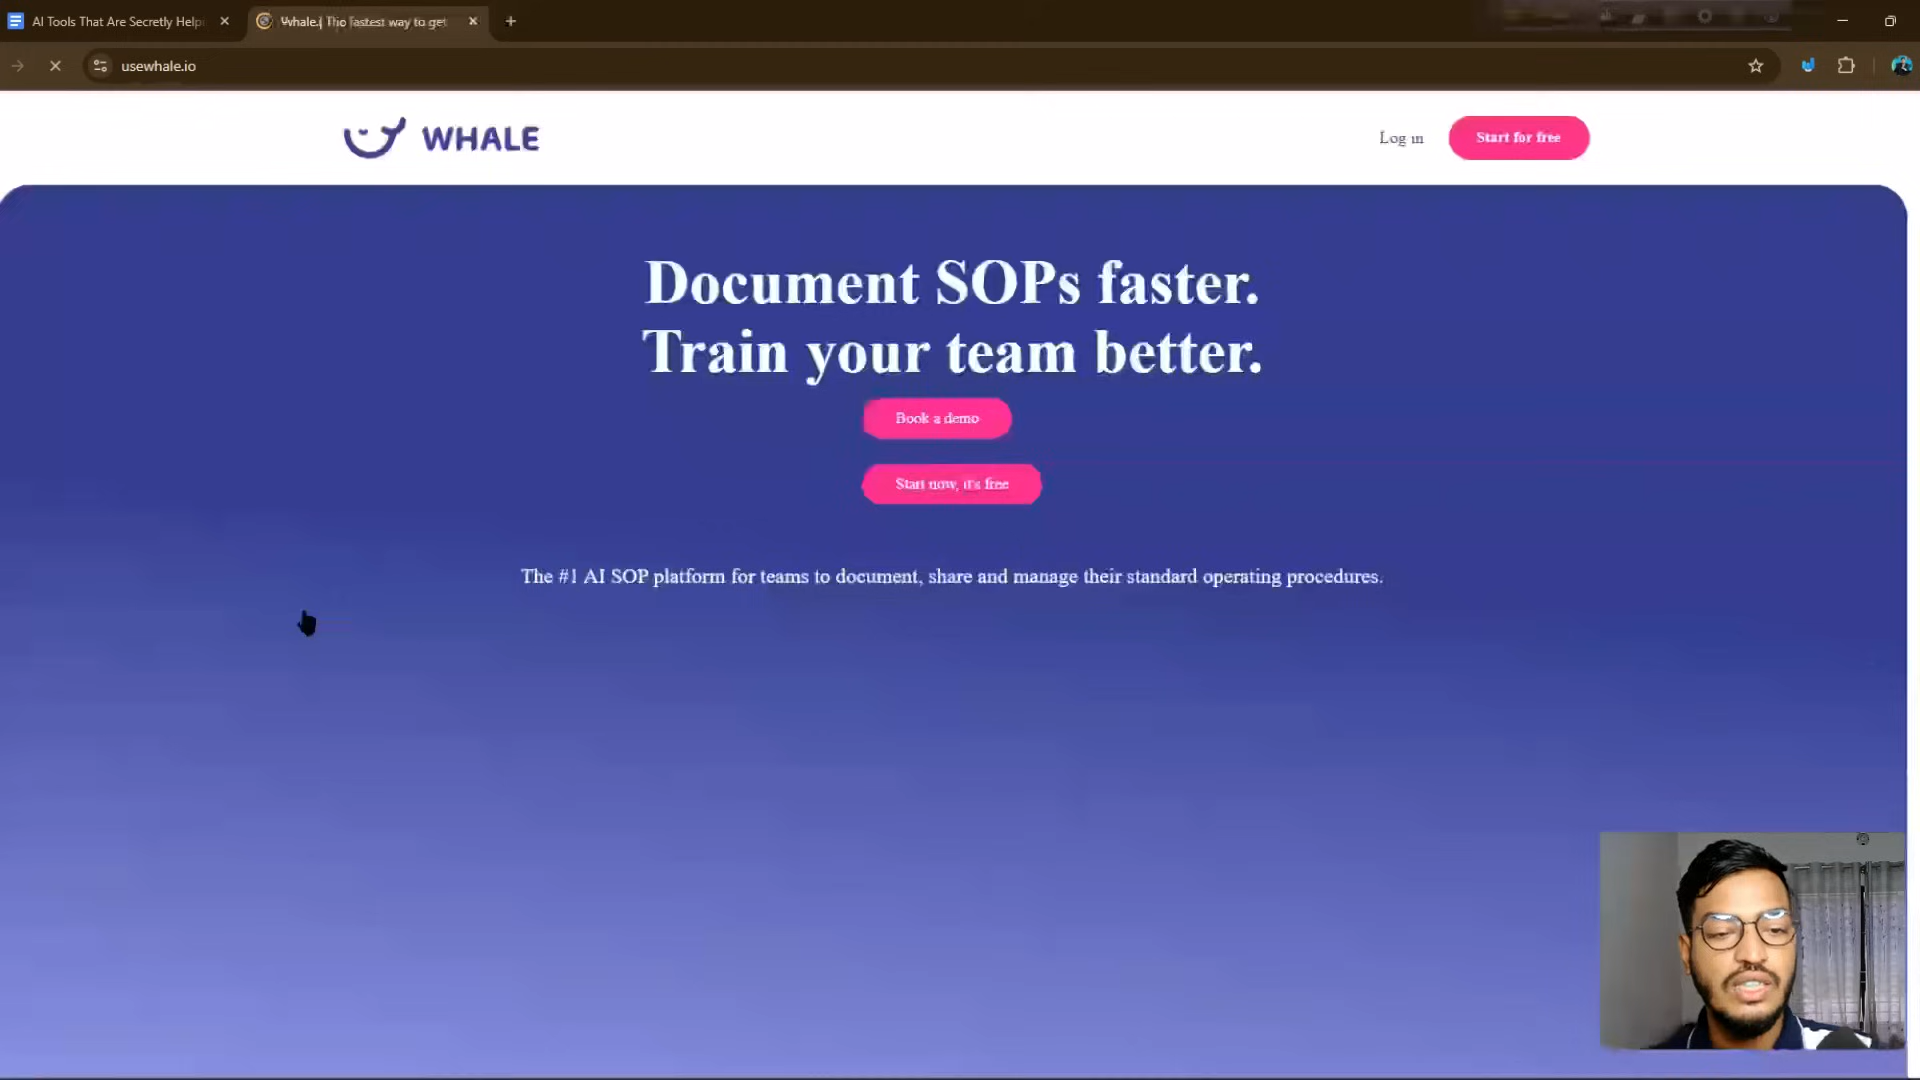 AI Tools That Are Secretly Help
Whale | The fastest way to get
usewhale.io
WHALE
Log in
Start for free
Document SOPs faster.
Train your team better.
Book a demo
Start now, it's free
The #1 AI SOP platform for teams to document, share and manage their standard operating procedures.